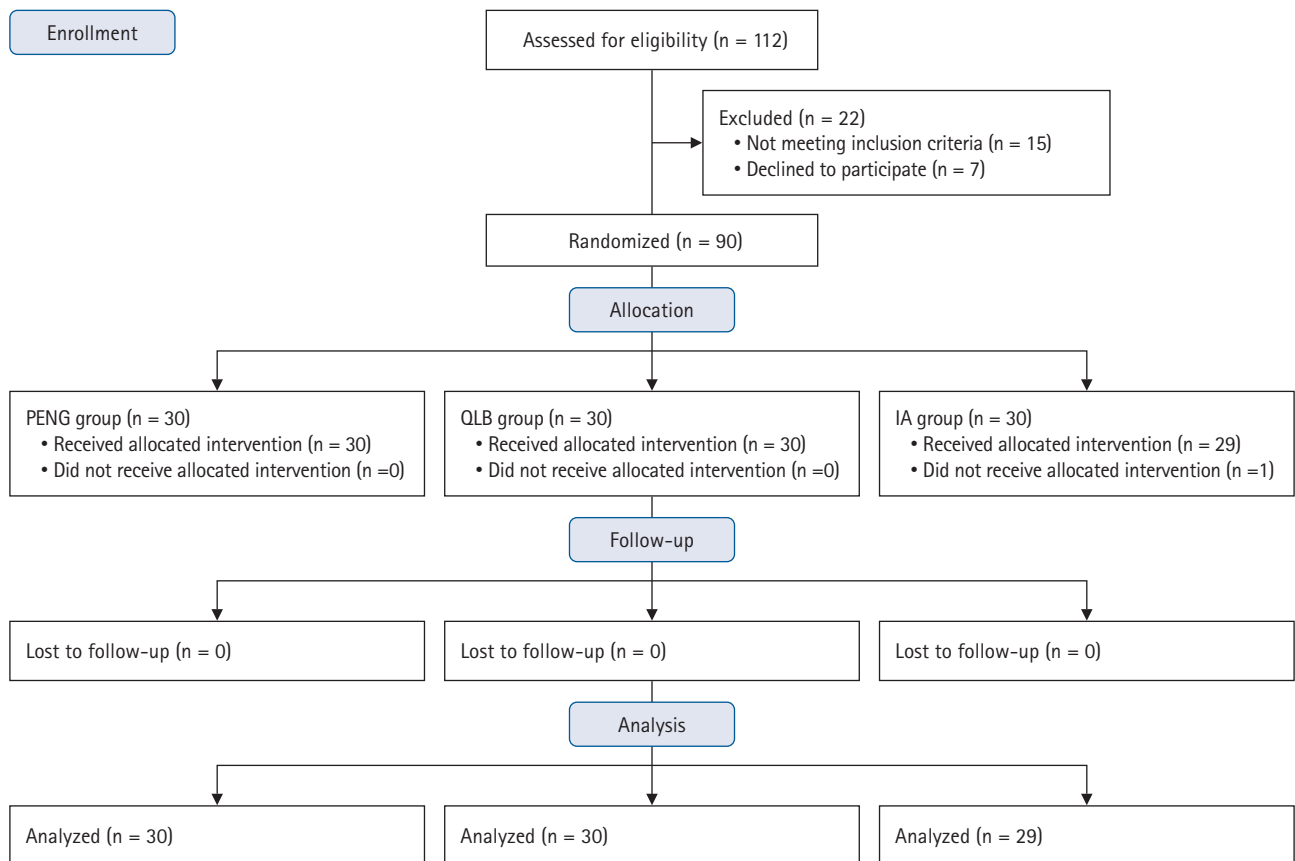 Enrollment
Assessed for eligibility (n = 112)
Excluded (n = 22)
• Not meeting inclusion criteria (n = 15)
• Declined to participate (n = 7)
Randomized (n = 90)
Allocation
PENG group (n = 30)
• Received allocated intervention (n = 30)
• Did not receive allocated intervention (n =0)
QLB group (n = 30)
• Received allocated intervention (n = 30)
• Did not receive allocated intervention (n =0)
IA group (n = 30)
• Received allocated intervention (n = 29)
• Did not receive allocated intervention (n =1)
Follow-up
Lost to follow-up (n = 0)
Lost to follow-up (n = 0)
Lost to follow-up (n = 0)
Analysis
Analyzed (n = 30)
Analyzed (n = 30)
Analyzed (n = 29)